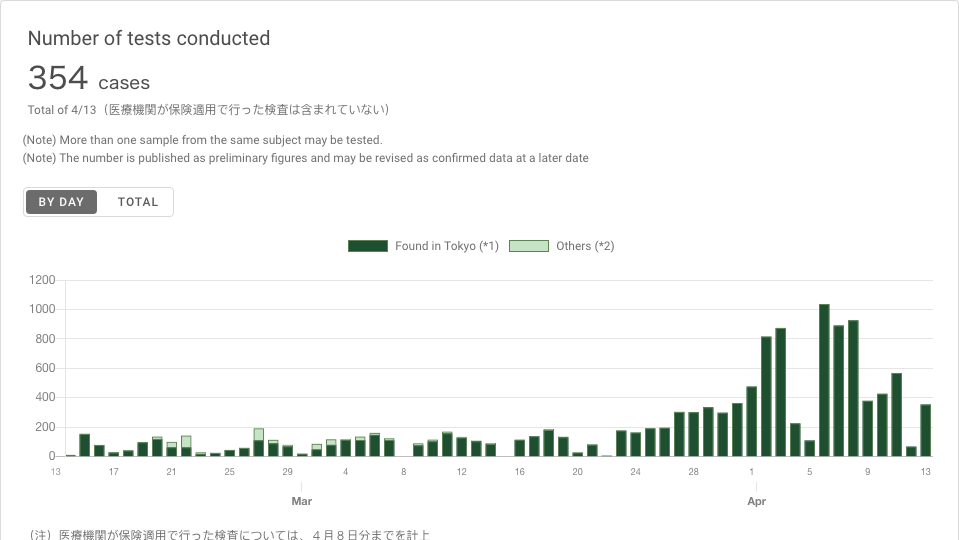 Number of tests conducted
354 cases
Total of 4/13（医療機関が保険適用で行った検査は含まれていない）
(Note) More than one sample from the same subject may be tested.
(Note) The number is published as preliminary figures and may be revised as confirmed data at a later date
BY DAY TOTAL
Found in Tokyo (*1) Others (*2)
1200
1000
800
600
400
200
0
13 17 21 25 29 4 8 12 16 20 24 28 1 5 9 13
Mar Apr
（注）医療機関が保険適用で行った検査については、４月８日分までを計上